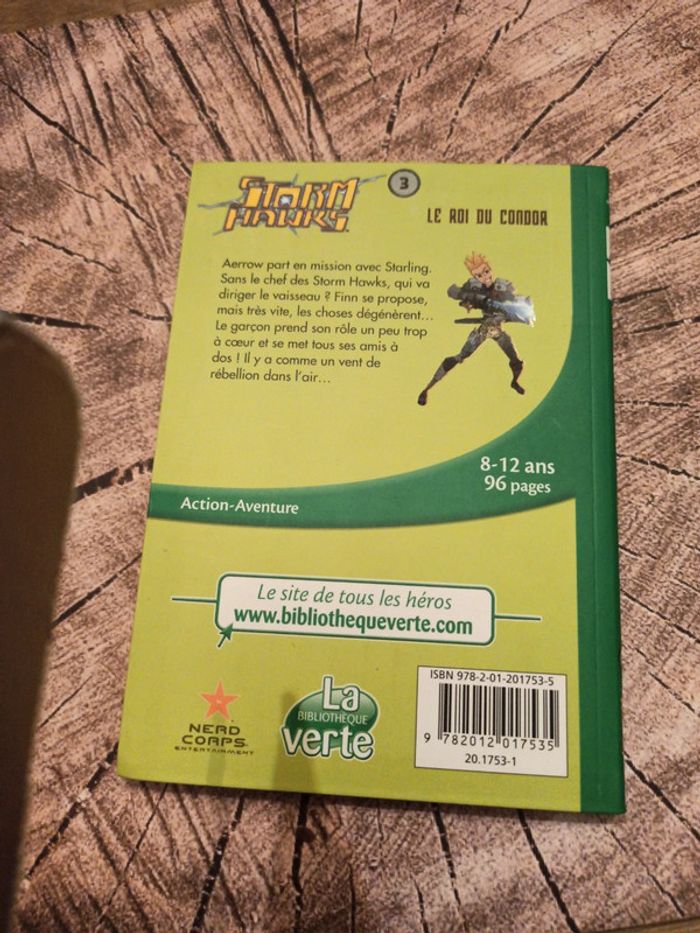 STORM
HAWKS
3
LE ROI DU CONDOR
Aerrow part en mission avec Starling.
Sans le chef des Storm Hawks, qui va
diriger le vaisseau ? Finn se propose,
mais très vite, les choses dégénèrent...
Le garçon prend son rôle un peu trop
à cœur et se met tous ses amis à
dos ! Il y a comme un vent de
rébellion dans l'air...
8-12 ans
96 pages
Action-Aventure
Le site de tous les héros
www.bibliothequeverte.com
NERD
CORPS
ENTERTAINMENT
La
BIBLIOTHÈQUE
verte
ISBN 978-2-01-201753-5
9 782012 017535
20.1753-1